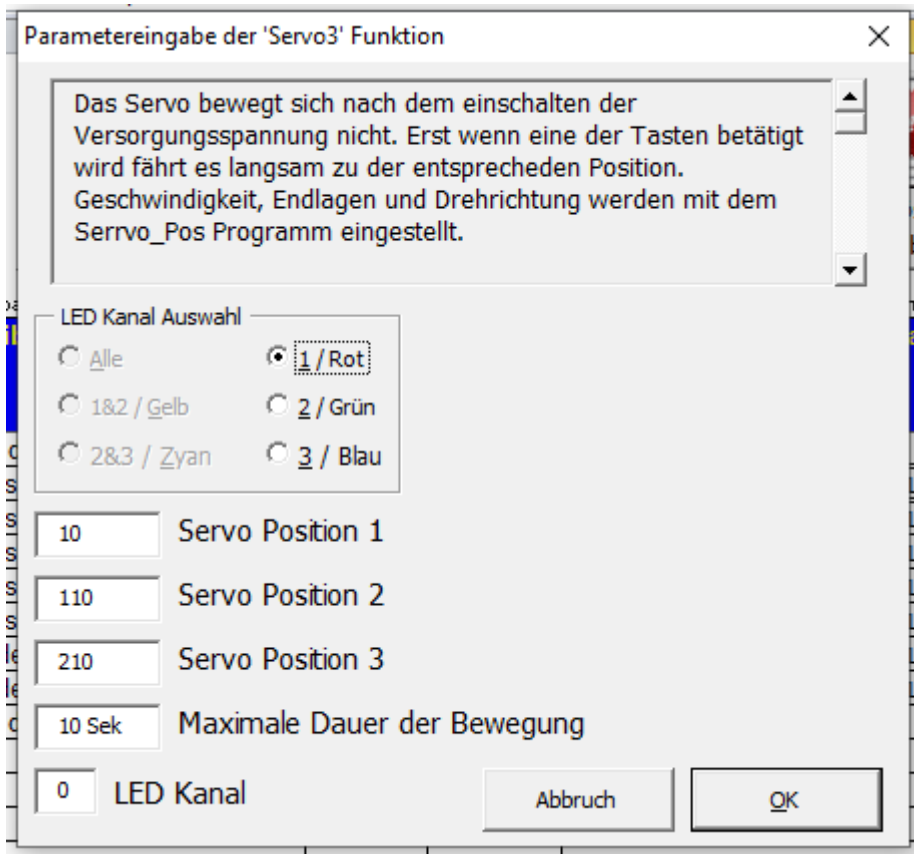 Parametereingabe der 'Servo3' Funktion
Das Servo bewegt sich nach dem einschalten der
Versorgungsspannung nicht. Erst wenn eine der Tasten betätigt
wird fährt es langsam zu der entsprecheden Position.
Geschwindigkeit, Endlagen und Drehrichtung werden mit dem
Serrvo_Pos Programm eingestellt.
LED Kanal Auswahl
Alle
1 / Rot
1&2 / Gelb
2 / Grün
2&3 / Zyan
3 / Blau
10 Servo Position 1
110 Servo Position 2
210 Servo Position 3
10 Sek Maximale Dauer der Bewegung
0 LED Kanal
Abbruch
OK